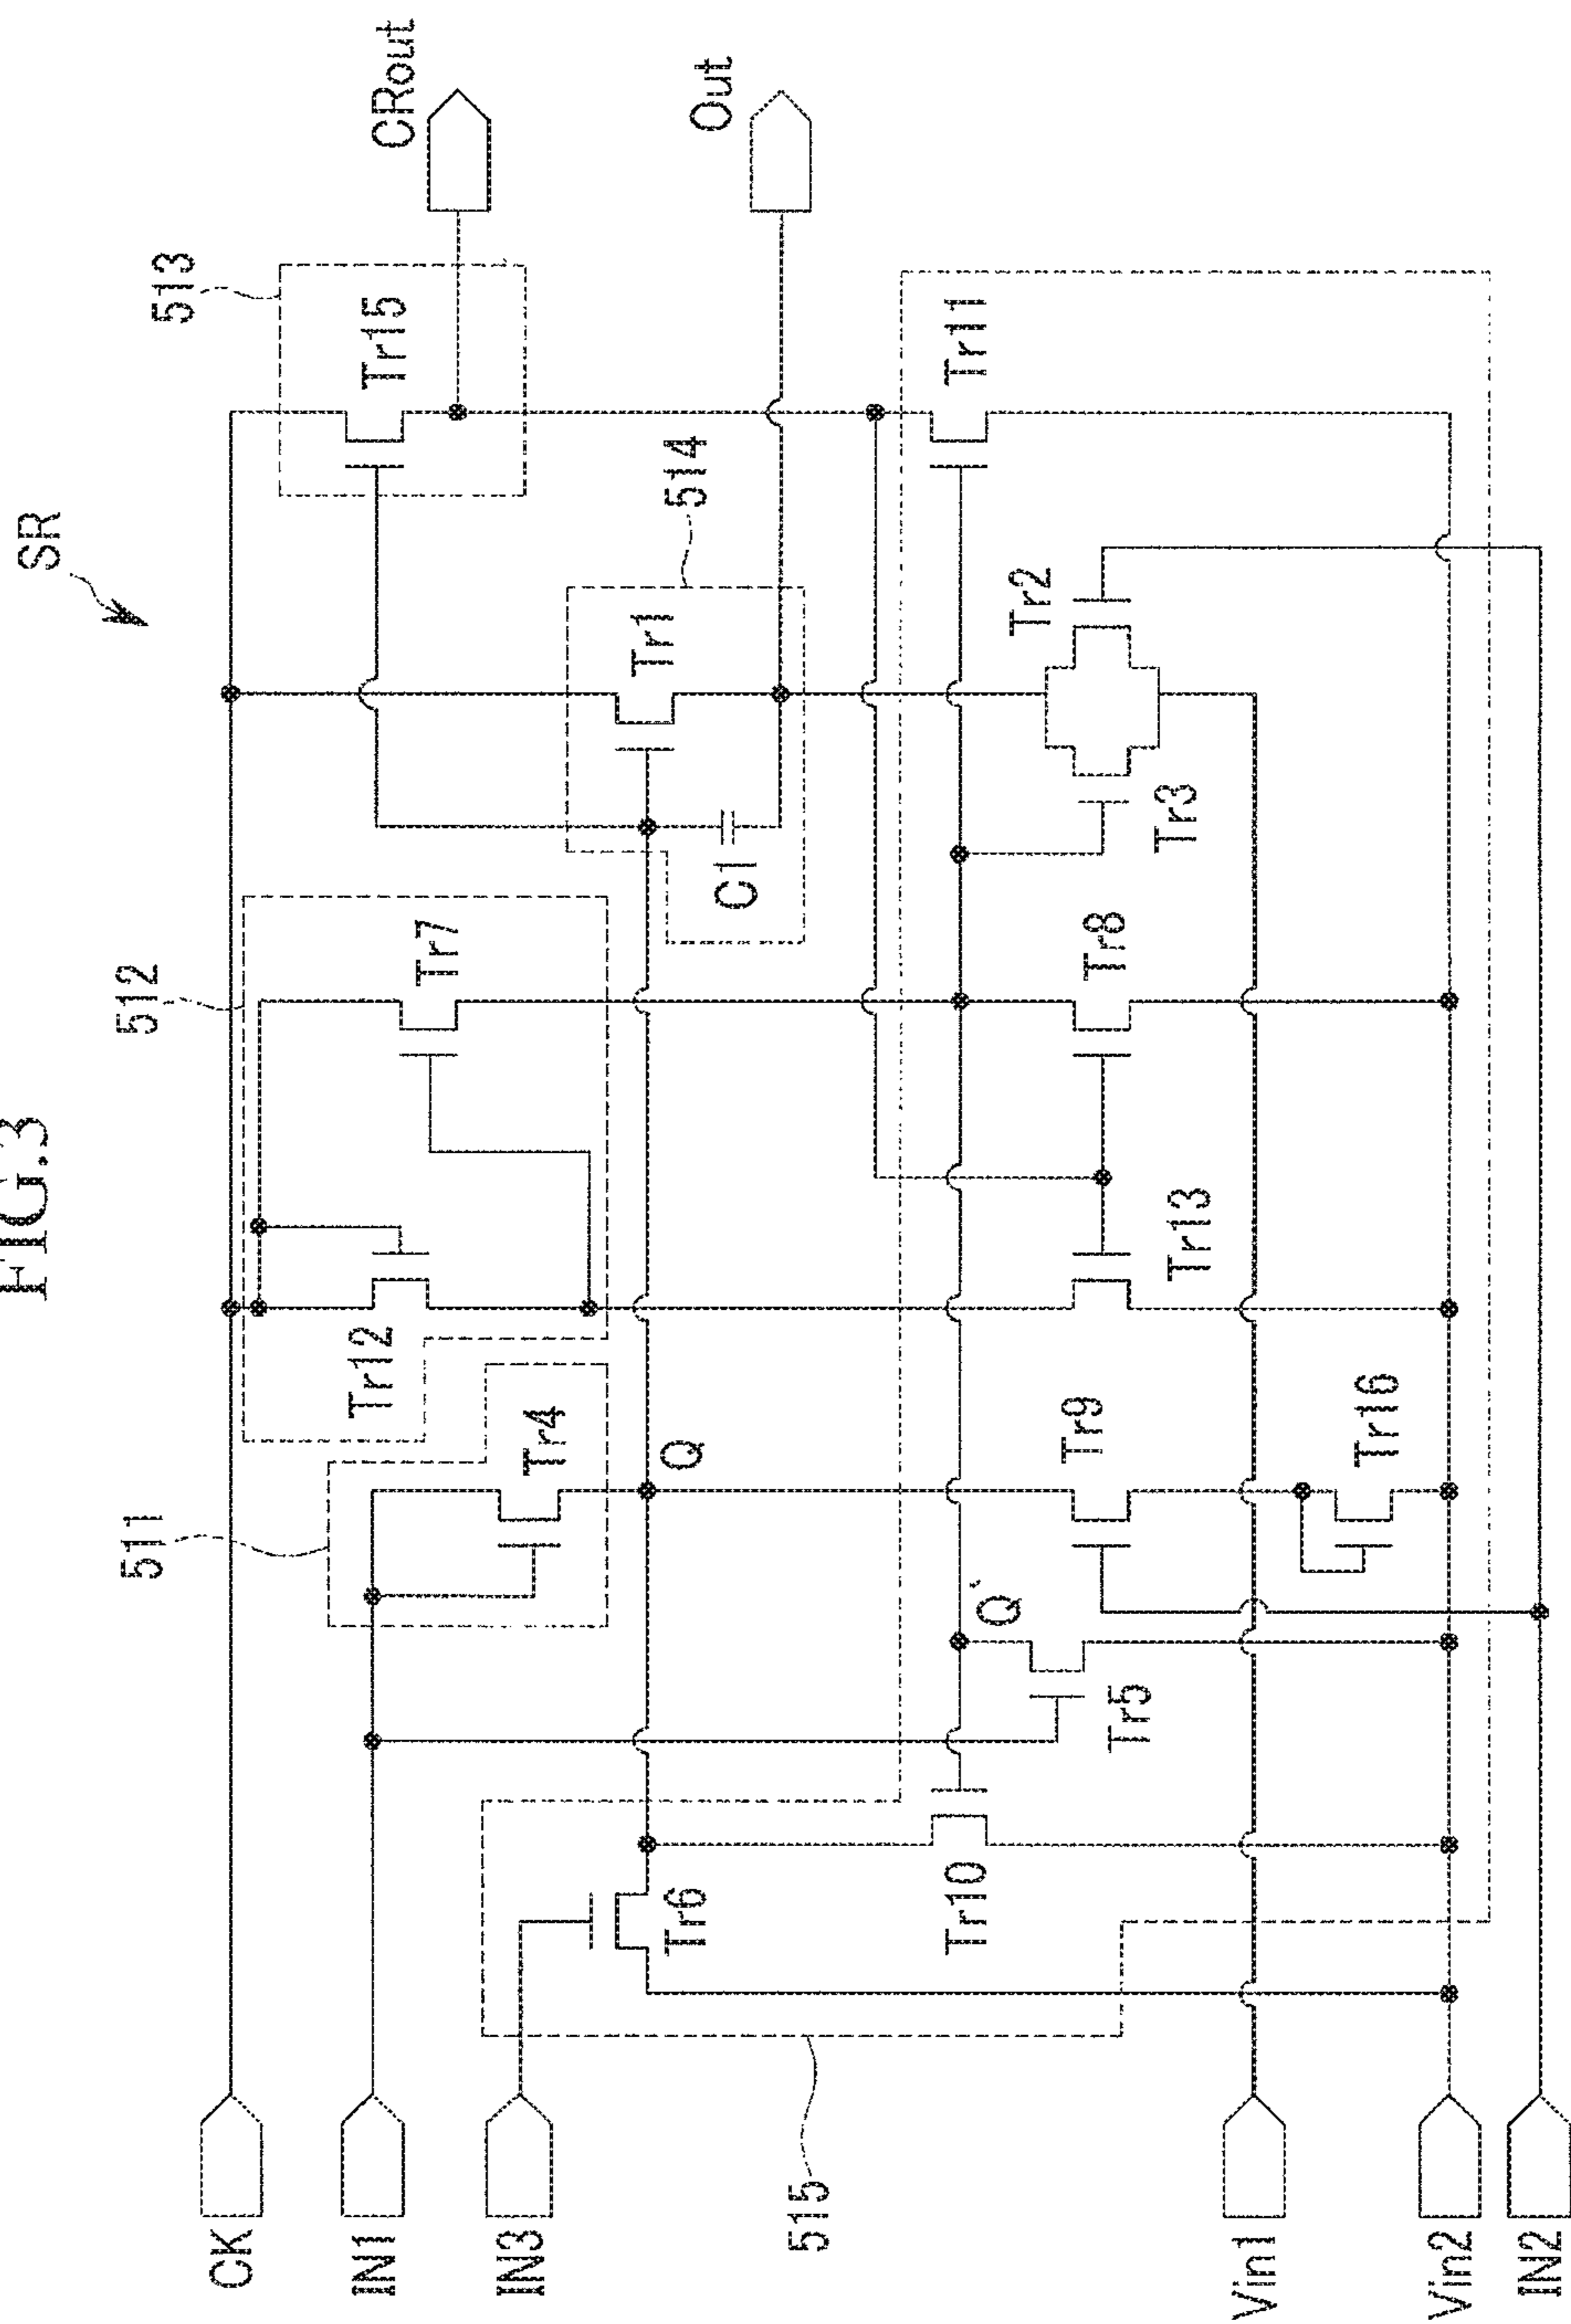 FIG.3
SR
CK
IN1
IN3
Vin1
Vin2
IN2
CRout
Out
511
512
513
514
515
Tr4
Tr12
Tr7
Tr15
Tr1
C1
Q
Q'
Tr6
Tr10
Tr5
Tr9
Tr16
Tr13
Tr8
Tr3
Tr2
Tr11